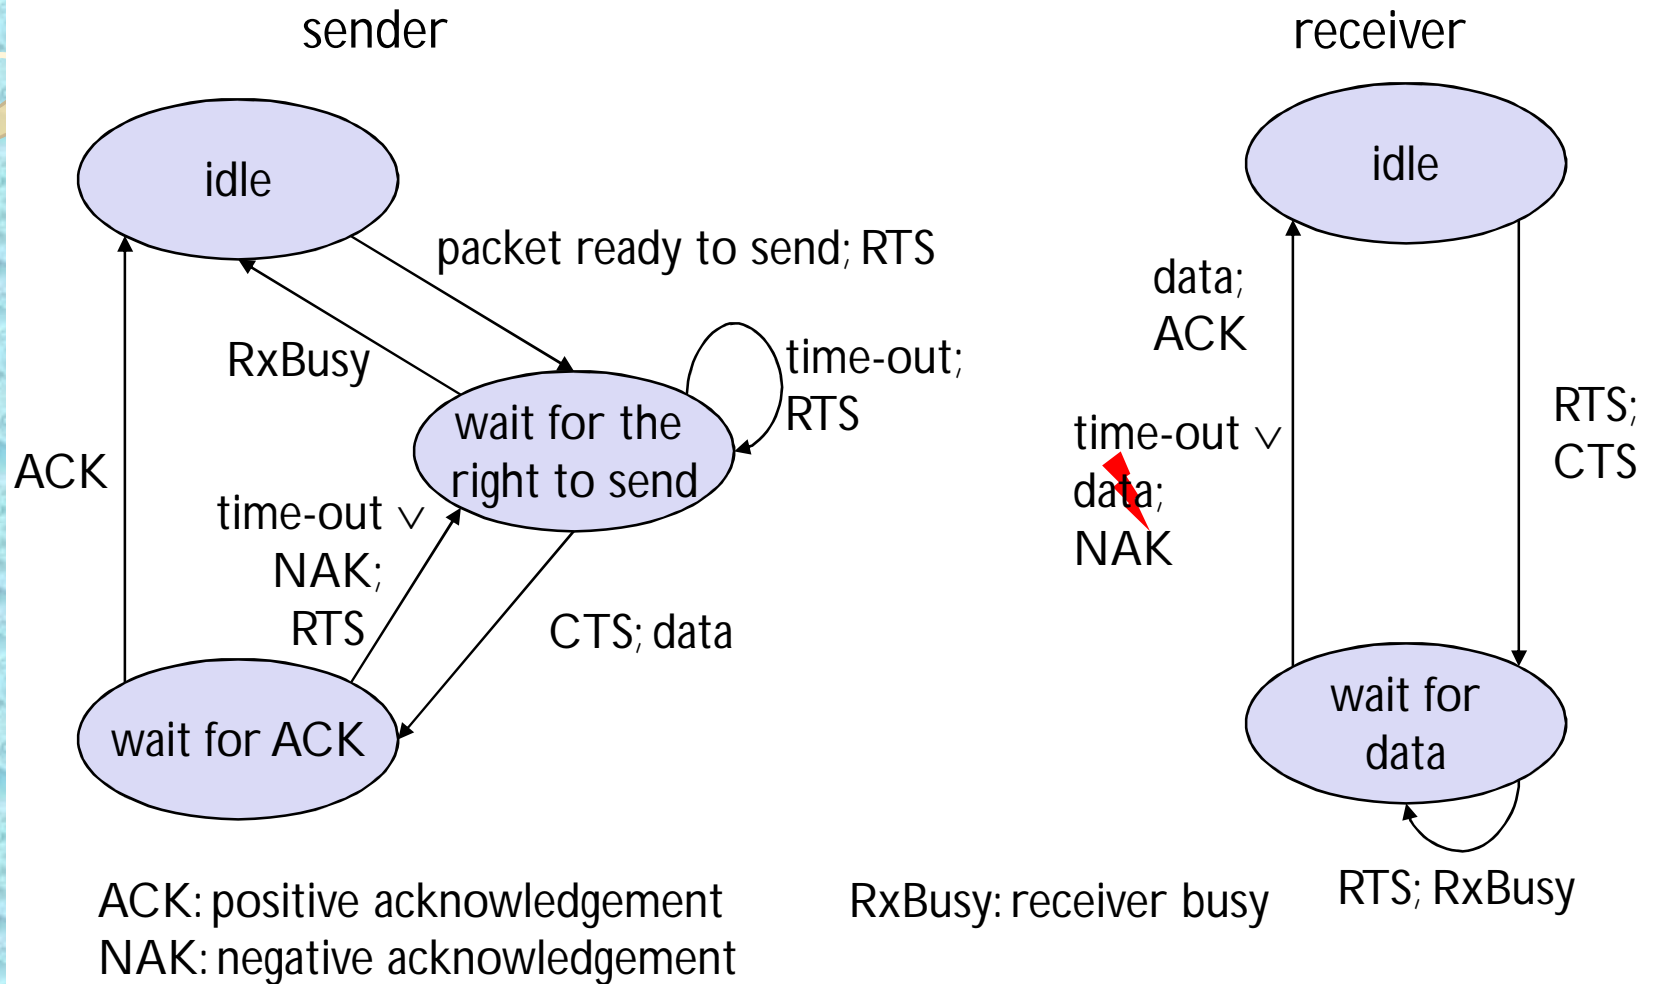 sender
receiver
idle
idle
packet ready to send; RTS
data;
ACK
RxBusy
time-out;
RTS
RTS;
CTS
wait for the
right to send
ACK
time-out ∨
data;
NAK
time-out ∨
NAK;
RTS
CTS; data
wait for ACK
wait for
data
RTS; RxBusy
ACK: positive acknowledgement
NAK: negative acknowledgement
RxBusy: receiver busy